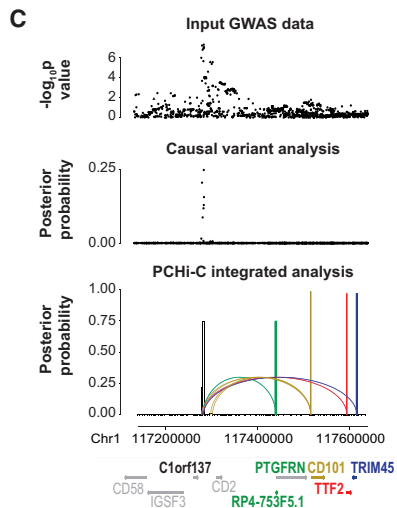 C
Input GWAS data
-log10p value
6
4
2
0
Causal variant analysis
Posterior probability
0.25
0.00
PCHi-C integrated analysis
Posterior probability
1.00
0.75
0.50
0.25
0.00
Chr1 117200000 117400000 117600000
C1orf137 PTGFRN CD101 TRIM45
CD58 CD2 TTF2
IGSF3 RP4-753F5.1